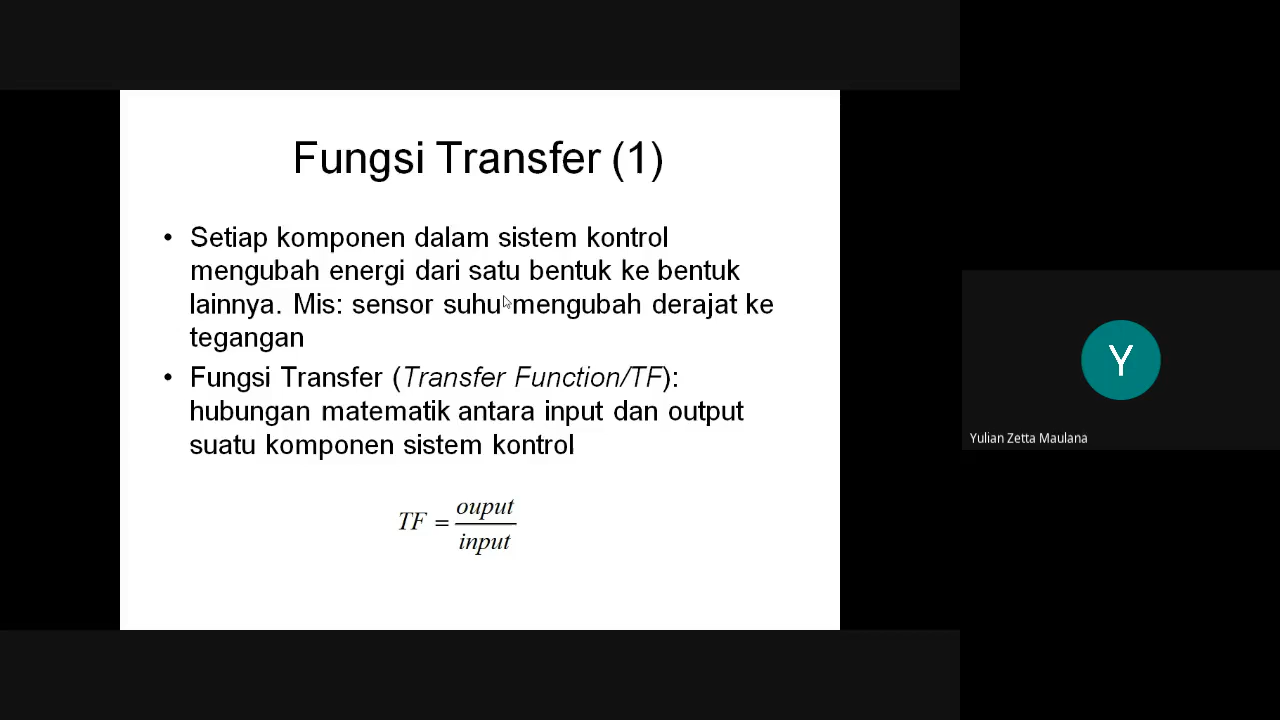 Fungsi Transfer (1)
• Setiap komponen dalam sistem kontrol
mengubah energi dari satu bentuk ke bentuk
lainnya. Mis: sensor suhu mengubah derajat ke
tegangan
• Fungsi Transfer (Transfer Function/TF):
hubungan matematik antara input dan output
suatu komponen sistem kontrol
TF = ouput
input
Y
Yulian Zetta Maulana